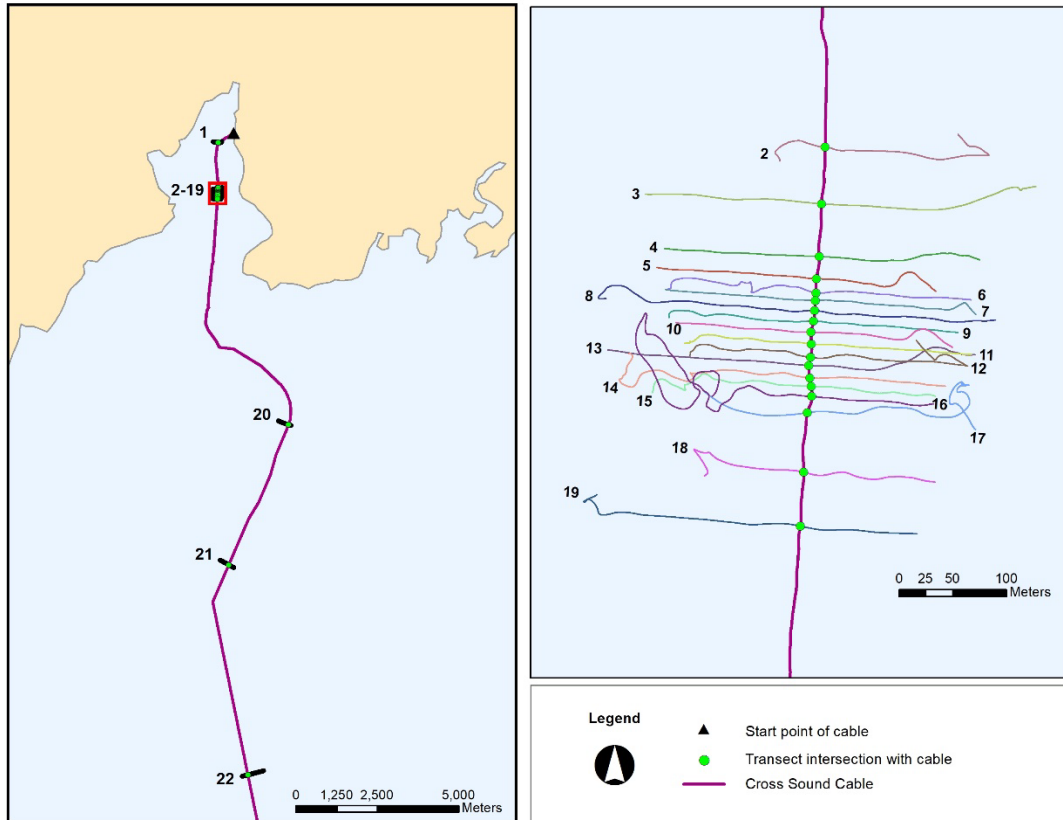 1
2-19
20
21
22
0 1,250 2,500 5,000
Meters
2
3
4
5
6
7
8
9
10
11
12
13
14
15
16
17
18
19
0 25 50 100
Meters
Legend
Start point of cable
Transect intersection with cable
Cross Sound Cable